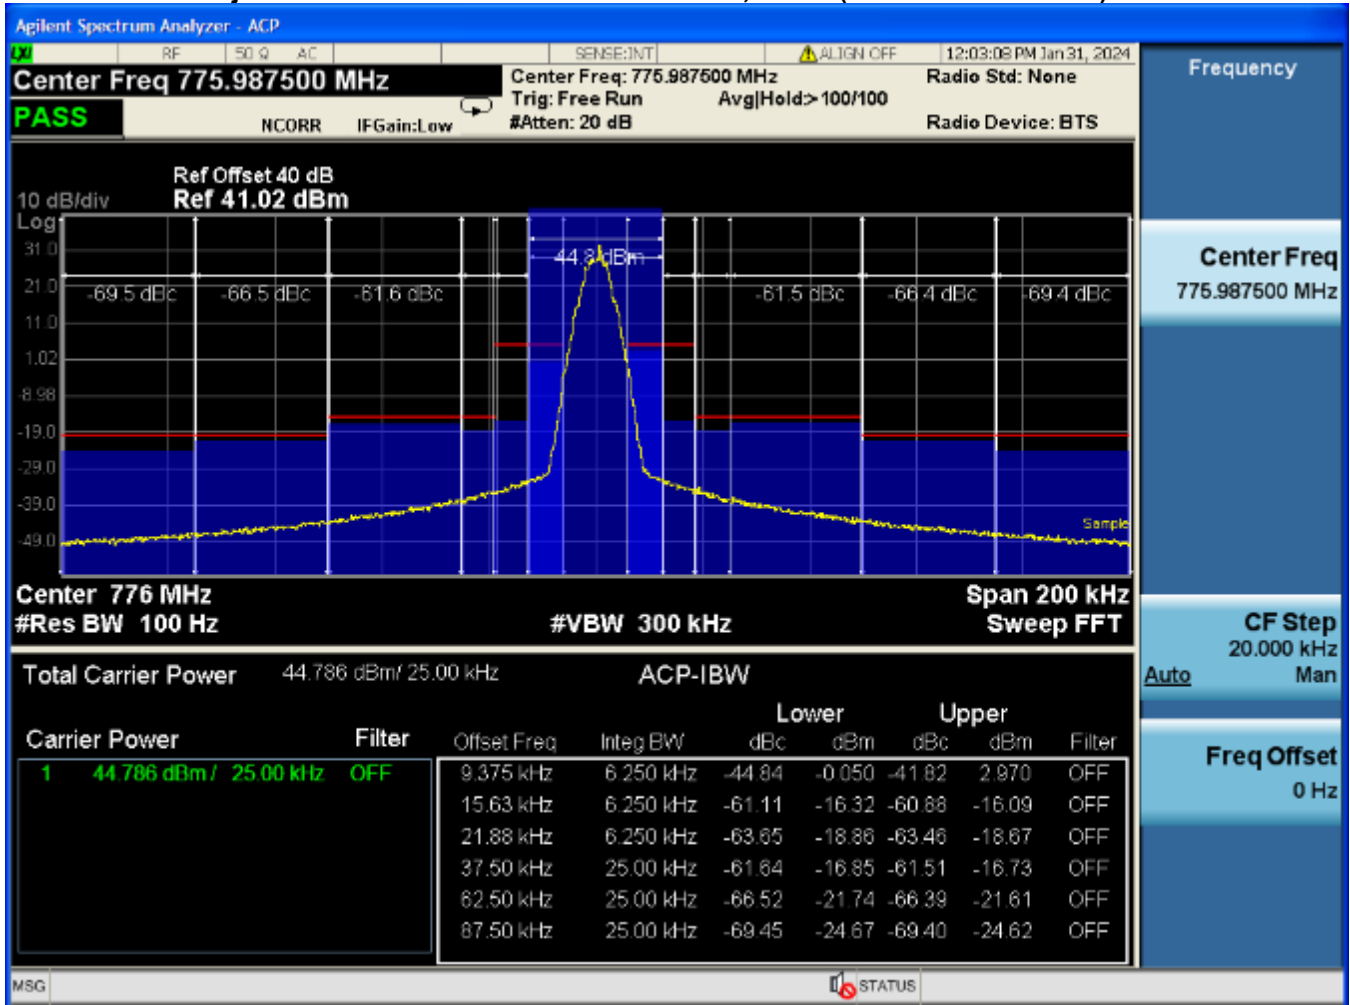 Agilent Spectrum Analyzer - ACP
LXI RF 50 Ω AC SENSE:INT ALIGN OFF 12:03:08 PM Jan 31, 2024
Center Freq 775.987500 MHz
Center Freq: 775.987500 MHz
Radio Std: None
Trig: Free Run Avg|Hold:>100/100
PASS NCORR IFGain:Low #Atten: 20 dB Radio Device: BTS
Ref Offset 40 dB
10 dB/div Ref 41.02 dBm
Log
31.0
44.8 dBm
21.0
-69.5 dBc -66.5 dBc -61.6 dBc -61.5 dBc -66.4 dBc -69.4 dBc
11.0
1.02
-8.98
-19.0
-29.0
-39.0
Sample
-49.0
Center 776 MHz Span 200 kHz
#Res BW 100 Hz #VBW 300 kHz Sweep FFT
Total Carrier Power 44.786 dBm/ 25.00 kHz ACP-IBW
Lower Upper
Carrier Power Filter Offset Freq Integ BW dBc dBm dBc dBm Filter
1 44.786 dBm / 25.00 kHz OFF 9.375 kHz 6.250 kHz -44.84 -0.050 -41.82 2.970 OFF
15.63 kHz 6.250 kHz -61.11 -16.32 -60.88 -16.09 OFF
21.88 kHz 6.250 kHz -63.65 -18.86 -63.46 -18.67 OFF
37.50 kHz 25.00 kHz -61.64 -16.85 -61.51 -16.73 OFF
62.50 kHz 25.00 kHz -66.52 -21.74 -66.39 -21.61 OFF
87.50 kHz 25.00 kHz -69.45 -24.67 -69.40 -24.62 OFF
MSG STATUS
Frequency
Center Freq
775.987500 MHz
CF Step
20.000 kHz
Auto Man
Freq Offset
0 Hz